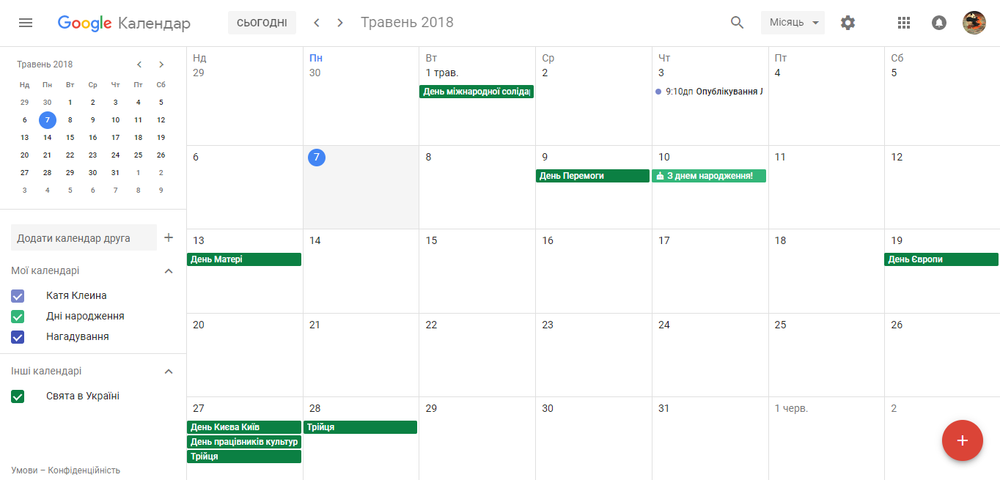 Google Календар
СЬОГОДНІ
Травень 2018
Місяць
Травень 2018
Нд Пн Вт Ср Чт Пт Сб
29 30 1 2 3 4 5
6 7 8 9 10 11 12
13 14 15 16 17 18 19
20 21 22 23 24 25 26
27 28 29 30 31 1 2
3 4 5 6 7 8 9
Додати календар друга
Мої календарі
Катя Клеина
Дні народження
Нагадування
Інші календарі
Свята в Україні
Умови – Конфіденційність
Нд Пн Вт Ср Чт Пт Сб
29 30 1 трав. 2 3 4 5
День міжнародної соліда
9:10дп Опублікування Л
6 7 8 9 10 11 12
День Перемоги
З днем народження!
13 14 15 16 17 18 19
День Матері
День Європи
20 21 22 23 24 25 26
27 28 29 30 31 1 черв. 2
День Києва Київ
Трійця
День працівників культур
Трійця